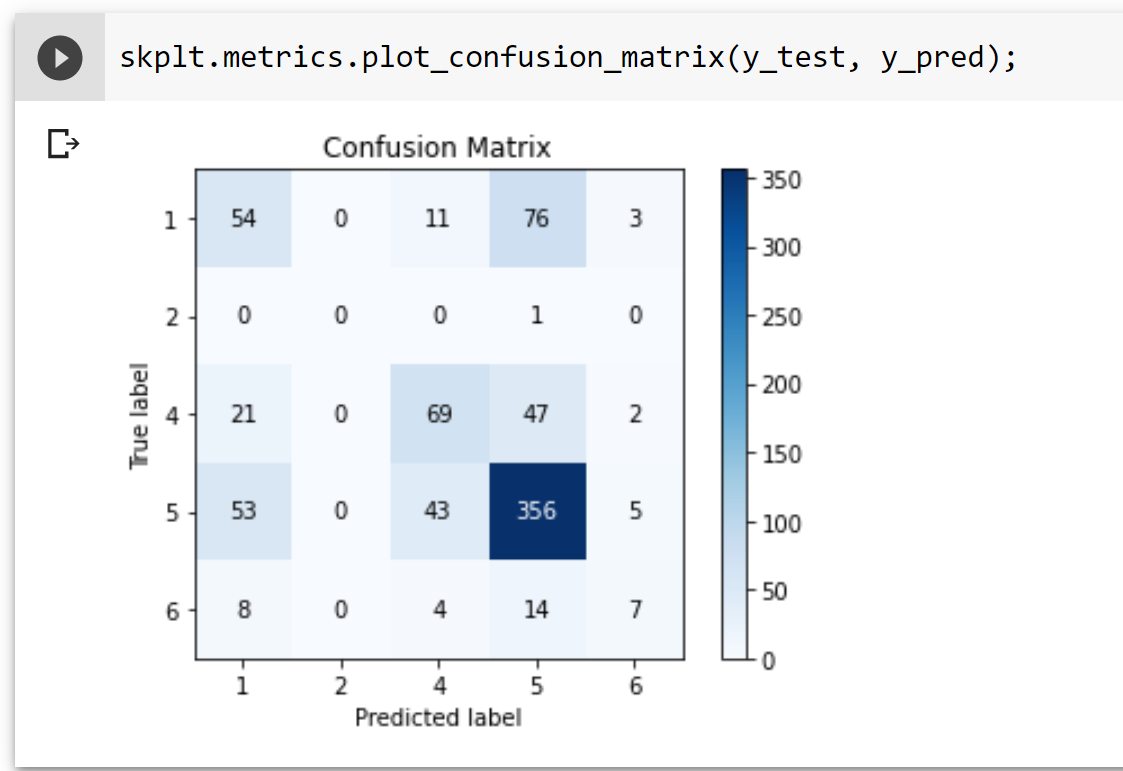 skplt.metrics.plot_confusion_matrix(y_test, y_pred);
Confusion Matrix
1 54 0 11 76 3
2 0 0 0 1 0
4 21 0 69 47 2
5 53 0 43 356 5
6 8 0 4 14 7
1 2 4 5 6
True label
Predicted label
350
300
250
200
150
100
50
0